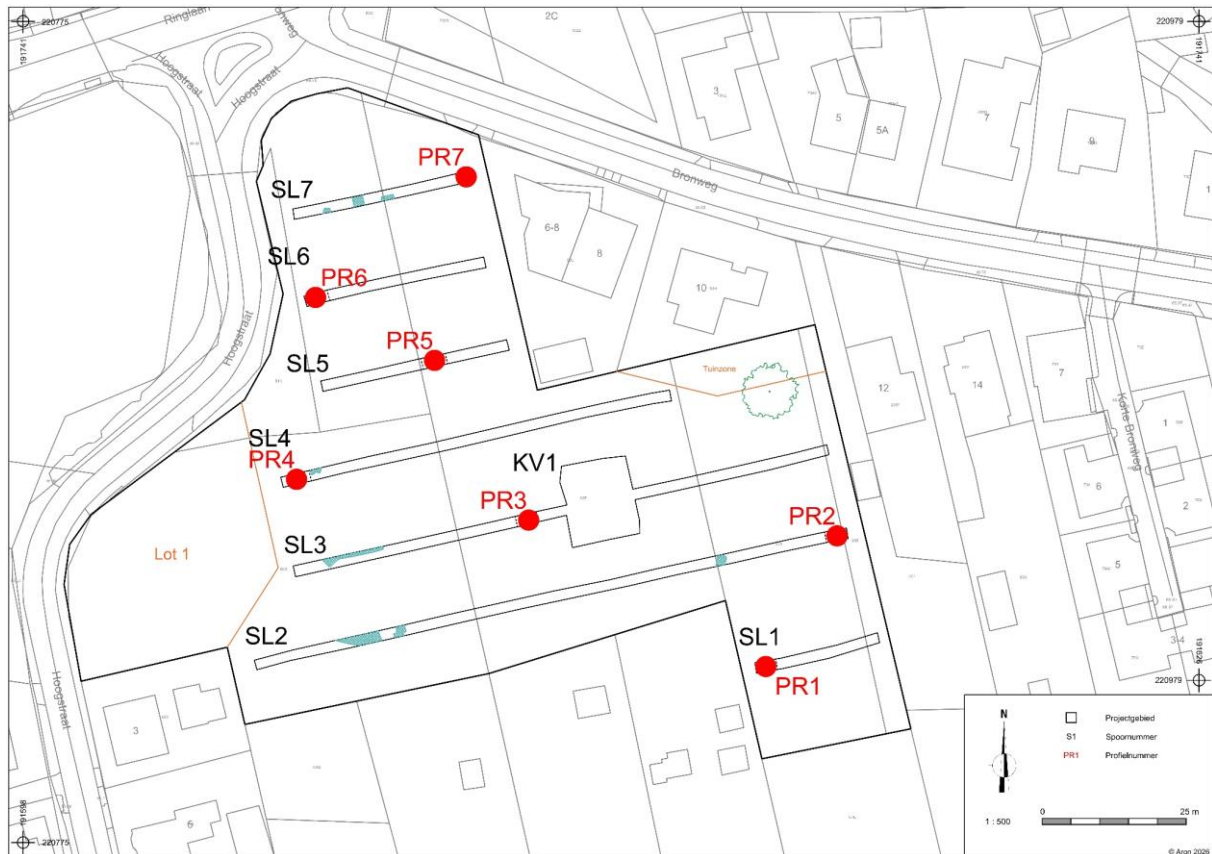 220775
191741
Ringlaan
2C
220979
191741
Hoogstraat
Hoogstraat
3
5
5A
7
9
PR7
SL7
Bronweg
6-8
8
SL6
PR6
10
Hoogstraat
PR5
SL5
Tuinzone
12
14
7
Korte Bronweg
1
SL4
PR4
KV1
6
2
PR3
PR2
Lot 1
SL3
5
SL2
SL1
3-4
PR1
191626
220979
Hoogstraat
3
N
Projectgebied
S1 Spoornummer
PR1 Profielnummer
1 : 500
0 25 m
191598
220775
6
© Aron 2026